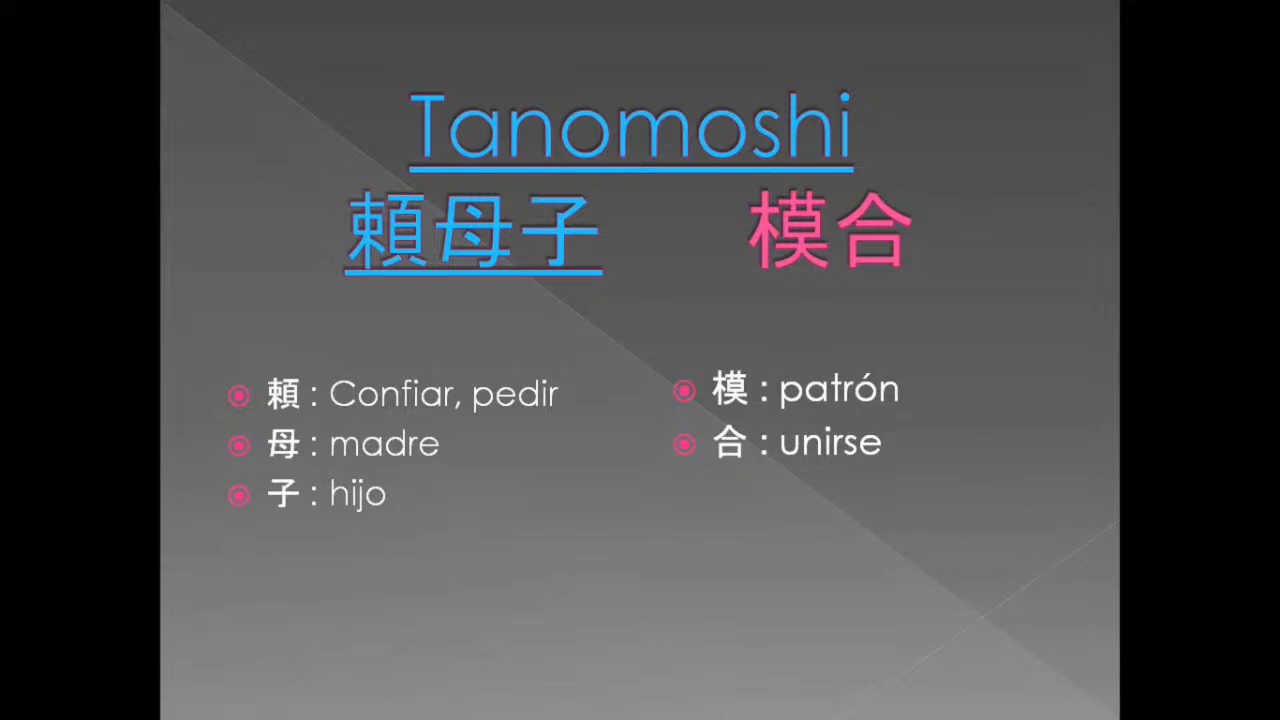 Tanomoshi
頼母子 模合
頼 : Confiar, pedir
母 : madre
子 : hijo
模 : patrón
合 : unirse